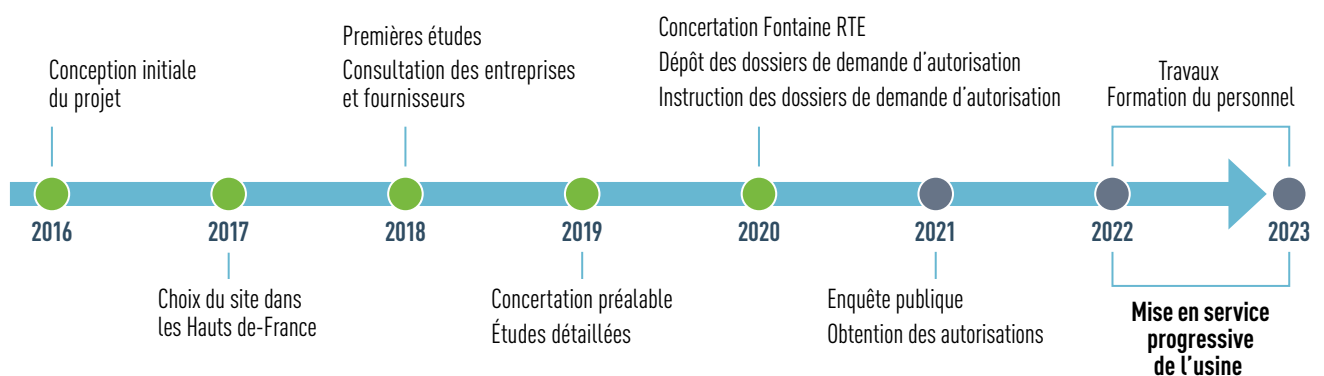 Conception initiale
du projet
Premières études
Consultation des entreprises
et fournisseurs
Concertation Fontaine RTE
Dépôt des dossiers de demande d'autorisation
Instruction des dossiers de demande d'autorisation
Travaux
Formation du personnel
2016
2017
2018
2019
2020
2021
2022
2023
Choix du site dans
les Hauts de-France
Concertation préalable
Études détaillées
Enquête publique
Obtention des autorisations
Mise en service
progressive
de l'usine